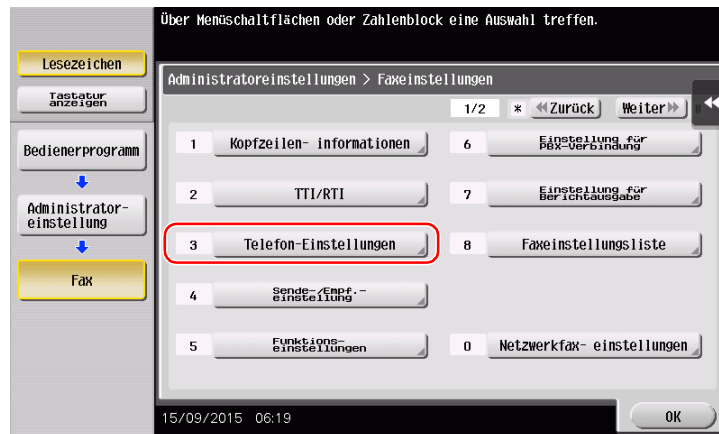 Über Menüschaltflächen oder Zahlenblock eine Auswahl treffen.
Lesezeichen
Tastatur
anzeigen
Bedienerprogramm
Administrator-
einstellung
Fax
Administratoreinstellungen > Faxeinstellungen
1/2 * Zurück Weiter
1 Kopfzeilen- informationen
6 Einstellung für
PBX-Verbindung
2 TTI/RTI
7 Einstellung für
Berichtausgabe
3 Telefon-Einstellungen
8 Faxeinstellungsliste
4 Sende-/Empf.-
einstellung
5 Funktions-
einstellungen
0 Netzwerkfax- einstellungen
15/09/2015 06:19
OK